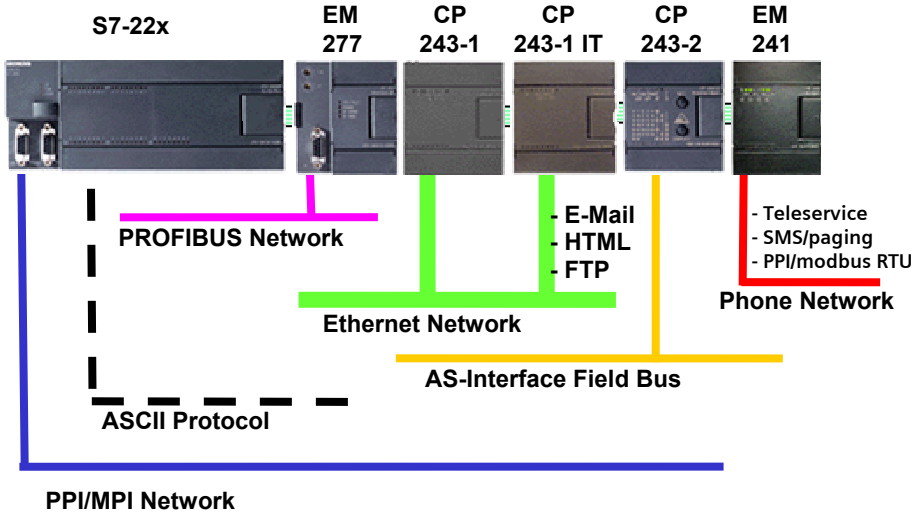 S7-22x
EM
277
CP
243-1
CP
243-1 IT
CP
243-2
EM
241
PROFIBUS Network
- E-Mail
- HTML
- FTP
- Teleservice
- SMS/paging
- PPI/modbus RTU
Phone Network
Ethernet Network
AS-Interface Field Bus
ASCII Protocol
PPI/MPI Network